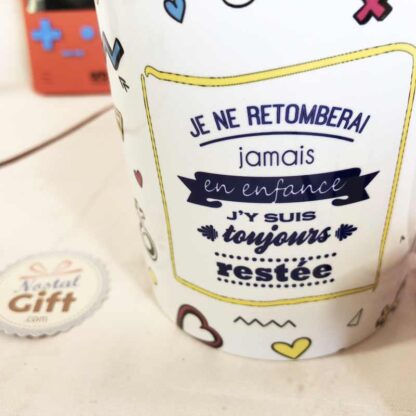 JE NE RETOMBERAI
jamais
en enfance
J'Y SUIS
toujours
restée
Nostal
Gift
.com